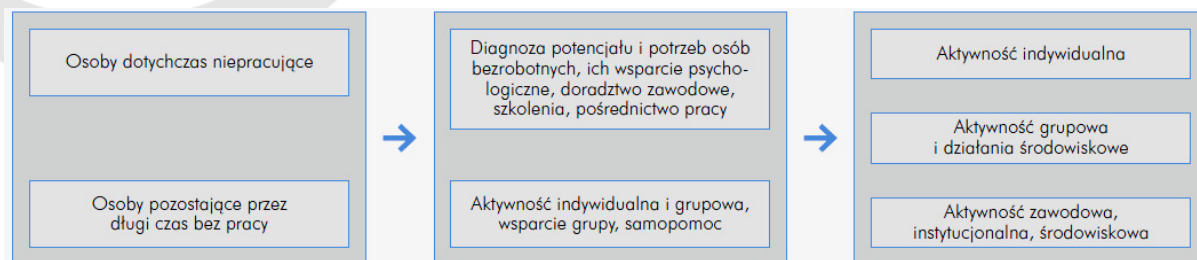 Osoby dotychczas niepracujące
Osoby pozostające przez
długi czas bez pracy
Diagnoza potencjału i potrzeb osób
bezrobotnych, ich wsparcie psycho-
logiczne, doradztwo zawodowe,
szkolenia, pośrednictwo pracy
Aktywność indywidualna i grupowa,
wsparcie grupy, samopomoc
Aktywność indywidualna
Aktywność grupowa
i działania środowiskowe
Aktywność zawodowa,
instytucjonalna, środowiskowa